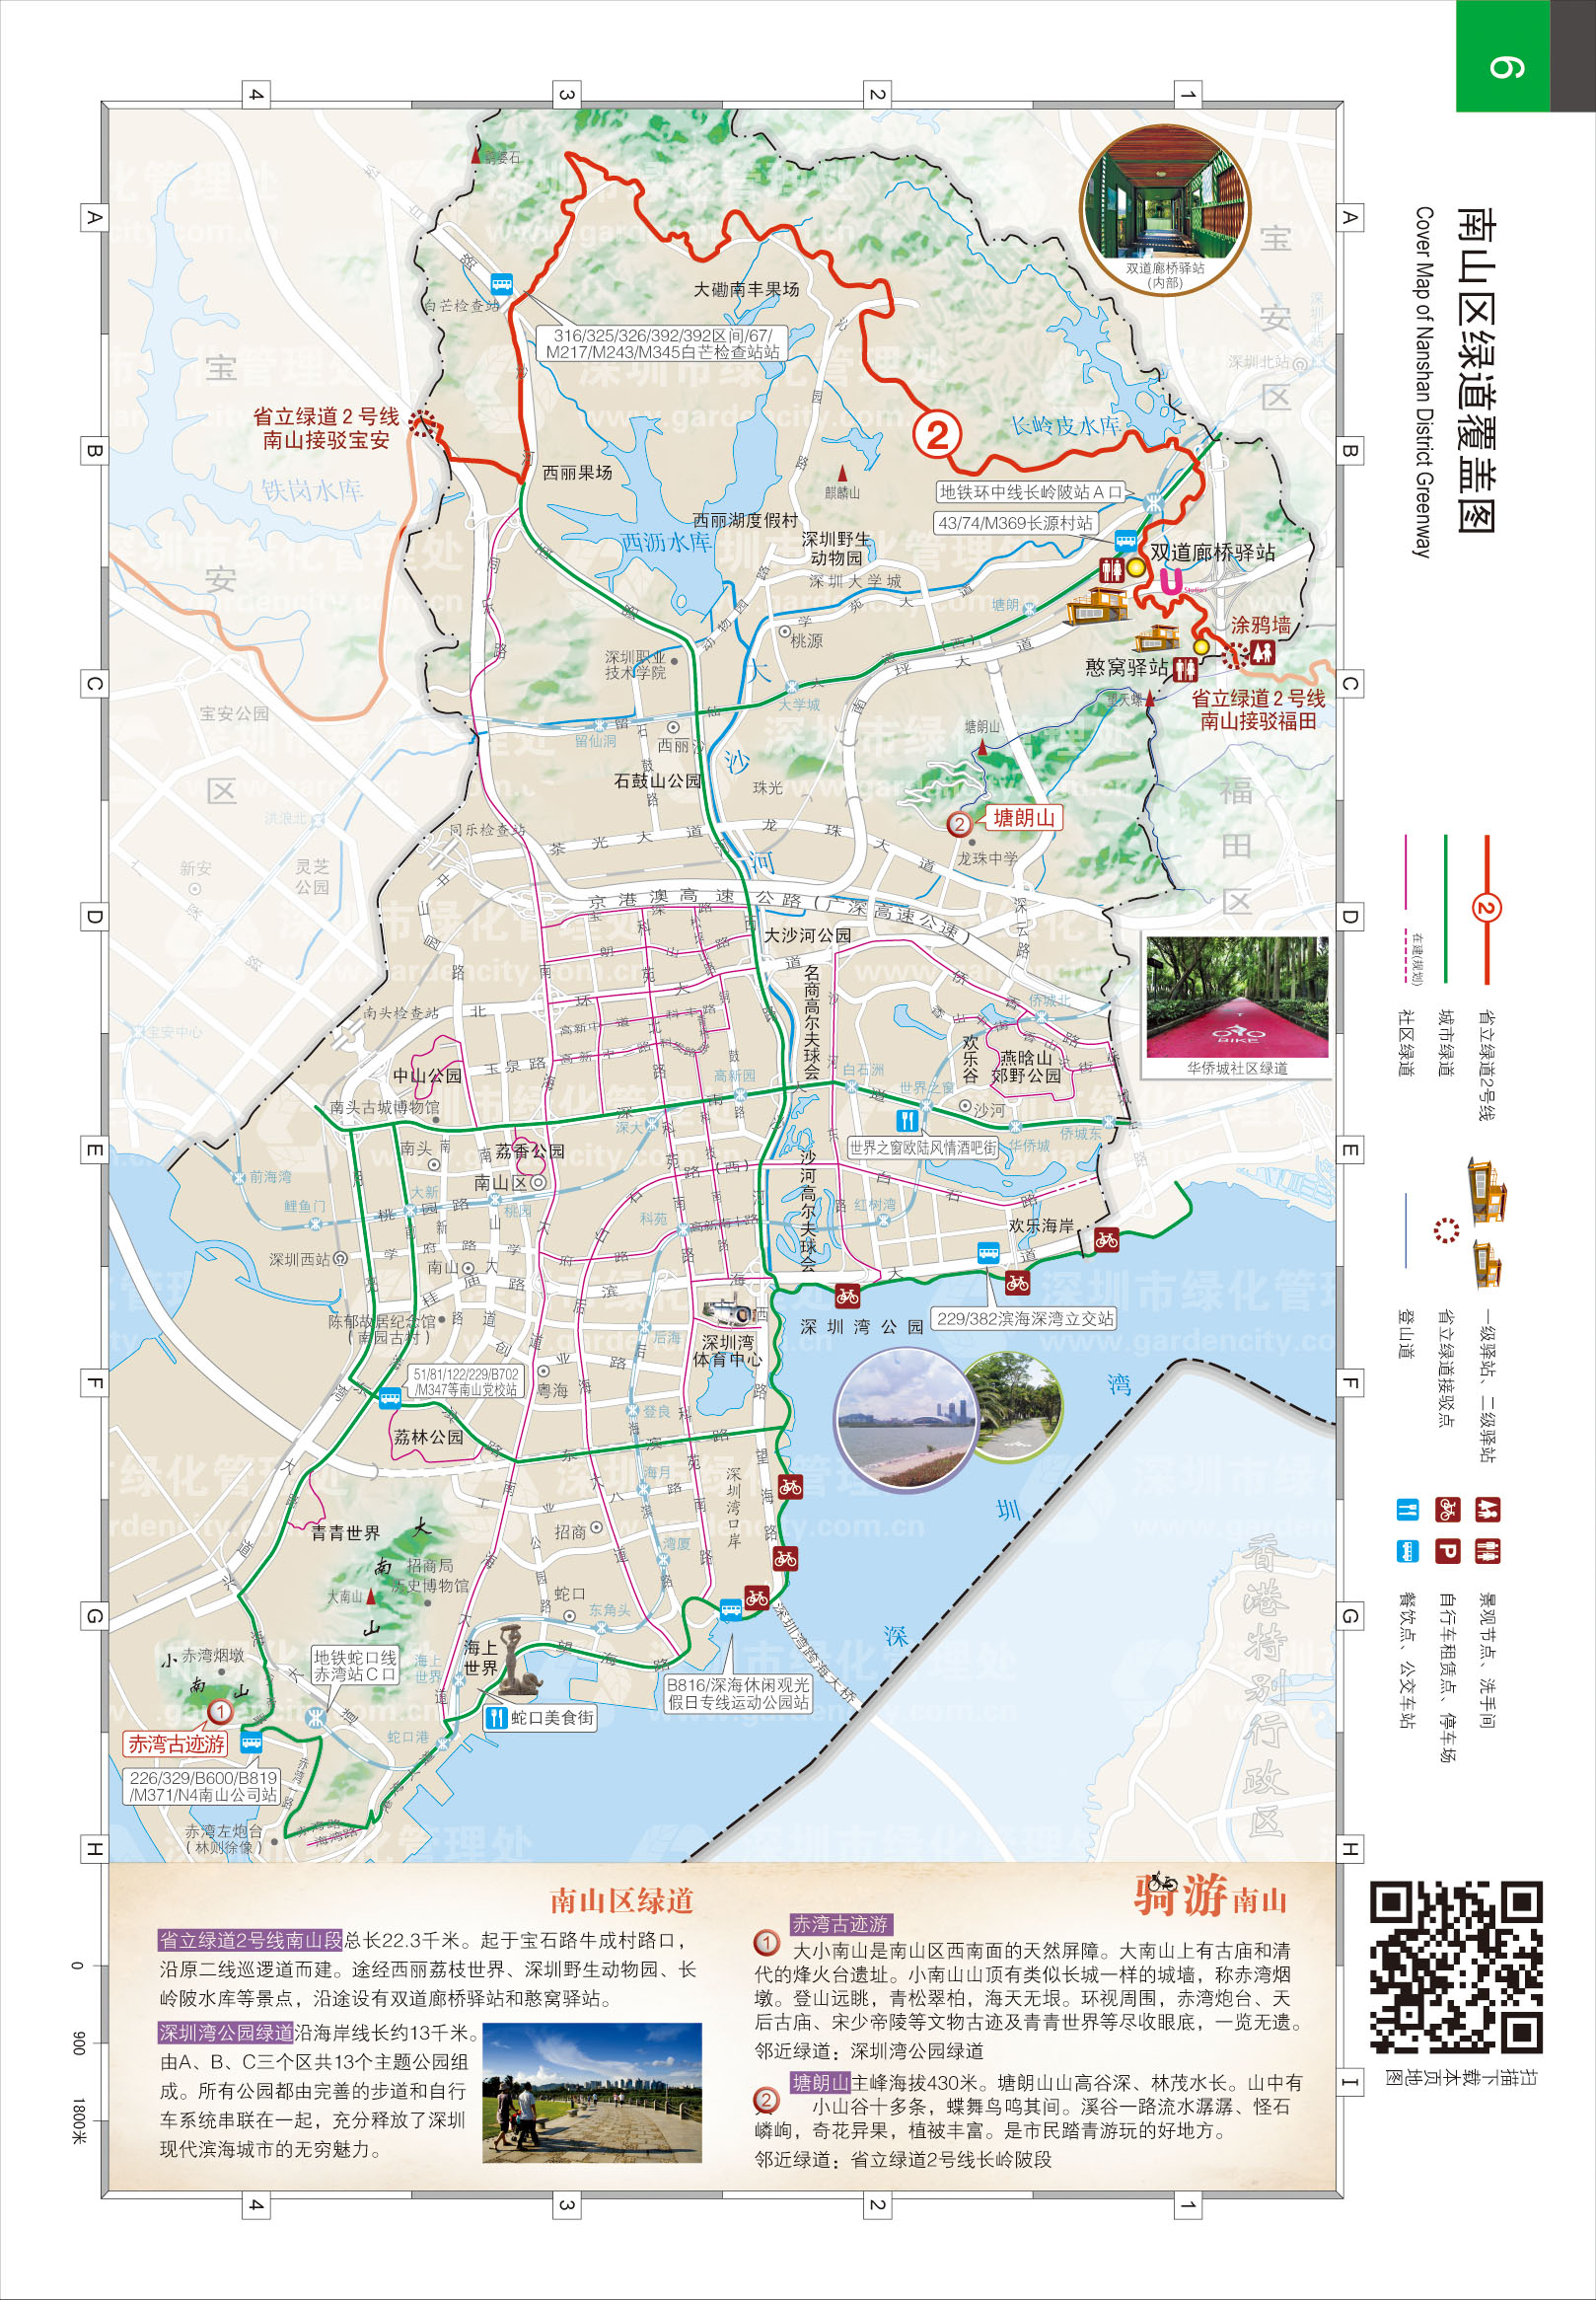 6
南山区绿道覆盖图
Cover Map of Nanshan District Greenway
省立绿道2号线
城市绿道
社区绿道
在建(规划)
一级驿站、二级驿站
省立绿道接驳点
登山道
景观节点、洗手间
自行车租赁点、停车场
餐饮点、公交车站
扫描下载本页地图
4
3
2
1
A
B
C
D
E
F
G
H
I
双道廊桥驿站
(内部)
宝安区
深圳北站
白芒检查站
大磡南丰果场
316/325/326/392/392区间/67/
M217/M243/M345白芒检查站站
省立绿道2号线
南山接驳宝安
铁岗水库
西丽果场
2
长岭皮水库
麒麟山
地铁环中线长岭陂站A口
43/74/M369长源村站
西丽湖度假村
西沥水库
深圳野生
动物园
双道廊桥驿站
深圳大学城
塘朗
涂鸦墙
桃源
深圳职业
技术学院
憨窝驿站
省立绿道2号线
南山接驳福田
宝安公园
大学城
留仙洞
西丽
塘朗山
石鼓山公园
珠光
福田区
洪浪北
同乐检查站
茶光大道
龙珠大道
2
塘朗山
龙珠中学
新安
灵芝
公园
京港澳高速公路(广深高速公速)
大沙河
大沙河公园
华侨城社区绿道
南头检查站
名商高尔夫球会
侨城北
宝安中心
中山公园
玉泉路
欢乐谷
燕晗山
郊野公园
高新园
白石洲
世界之窗
沙河
南头古城博物馆
深大
世界之窗欧陆风情酒吧街
华侨城
侨城东
南头
荔香公园
南山区
前海湾
大新
桃园
鲤鱼门
科苑
红树湾
沙河高尔夫球会
欢乐海岸
深圳西站
南山
陈郁故居纪念馆
(南园古村)
后海
深圳湾
体育中心
深圳湾公园
229/382滨海深湾立交站
51/81/122/229/B702
/M347等南山党校站
粤海
登良
荔林公园
海月
深圳湾口岸
深圳湾
青青世界
招商
湾厦
大南山
招商局
历史博物馆
大南山
蛇口
东角头
香港特别行政区
深圳湾跨海大桥
赤湾烟墩
小南山
地铁蛇口线
赤湾站C口
海上
世界
海上
世界
望海路
B816/深海休闲观光
假日专线运动公园站
1
赤湾古迹游
蛇口港
蛇口美食街
226/329/B600/B819
/M371/N4南山公司站
赤湾左炮台
(林则徐像)
南山区绿道
省立绿道2号线南山段总长22.3千米。起于宝石路牛成村路口，
沿原二线巡逻道而建。途经西丽荔枝世界、深圳野生动物园、长
岭陂水库等景点，沿途设有双道廊桥驿站和憨窝驿站。
深圳湾公园绿道沿海岸线长约13千米。
由A、B、C三个区共13个主题公园组
成。所有公园都由完善的步道和自行
车系统串联在一起，充分释放了深圳
现代滨海城市的无穷魅力。
骑游南山
1
赤湾古迹游
大小南山是南山区西南面的天然屏障。大南山上有古庙和清
代的烽火台遗址。小南山山顶有类似长城一样的城墙，称赤湾烟
墩。登山远眺，青松翠柏，海天无垠。环视周围，赤湾炮台、天
后古庙、宋少帝陵等文物古迹及青青世界等尽收眼底，一览无遗。
邻近绿道：深圳湾公园绿道
2
塘朗山主峰海拔430米。塘朗山山高谷深、林茂水长。山中有
小山谷十多条，蝶舞鸟鸣其间。溪谷一路流水潺潺、怪石
嶙峋，奇花异果，植被丰富。是市民踏青游玩的好地方。
邻近绿道：省立绿道2号线长岭陂段
0
900
1800米